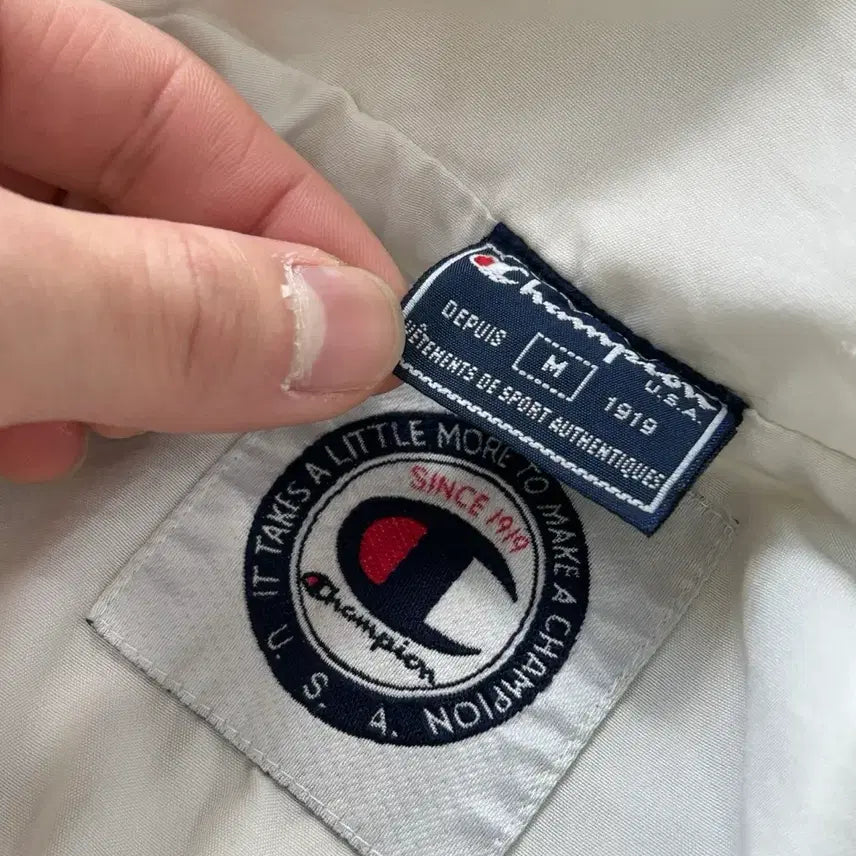 Champion
U.S.A.
DEPUIS M 1919
VÊTEMENTS DE SPORT AUTHENTIQUES
IT TAKES A LITTLE MORE TO MAKE A CHAMPION
SINCE 1919
Champion
U. S. A.